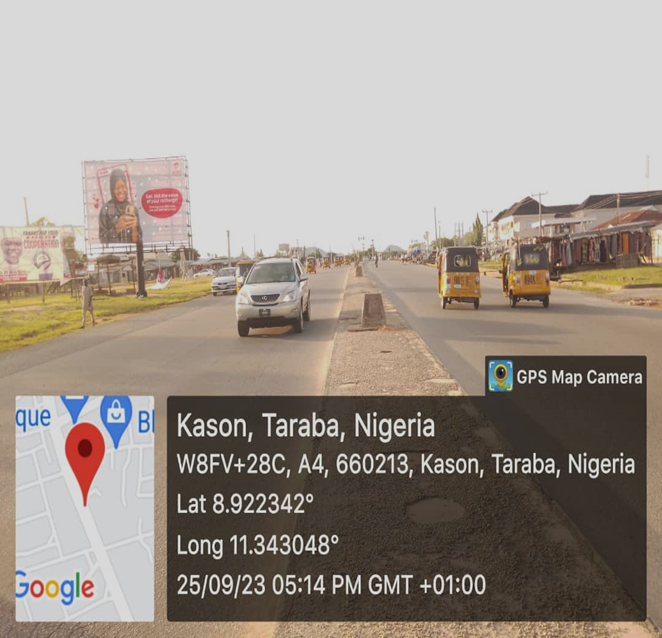 COOPERATION
GPS Map Camera
que
Bl
Google
Kason, Taraba, Nigeria
W8FV+28C, A4, 660213, Kason, Taraba, Nigeria
Lat 8.922342°
Long 11.343048°
25/09/23 05:14 PM GMT +01:00